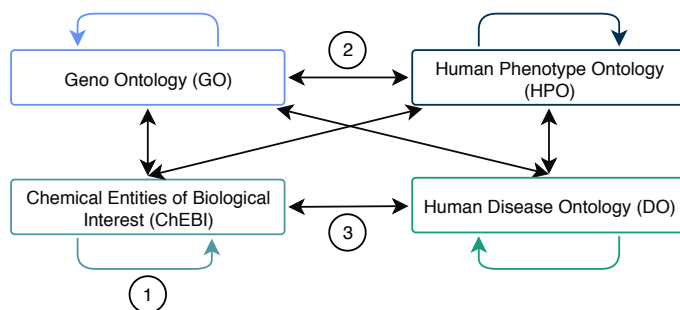 2
Geno Ontology (GO)
Human Phenotype Ontology
(HPO)
Chemical Entities of Biological
Interest (ChEBI)
Human Disease Ontology (DO)
3
1